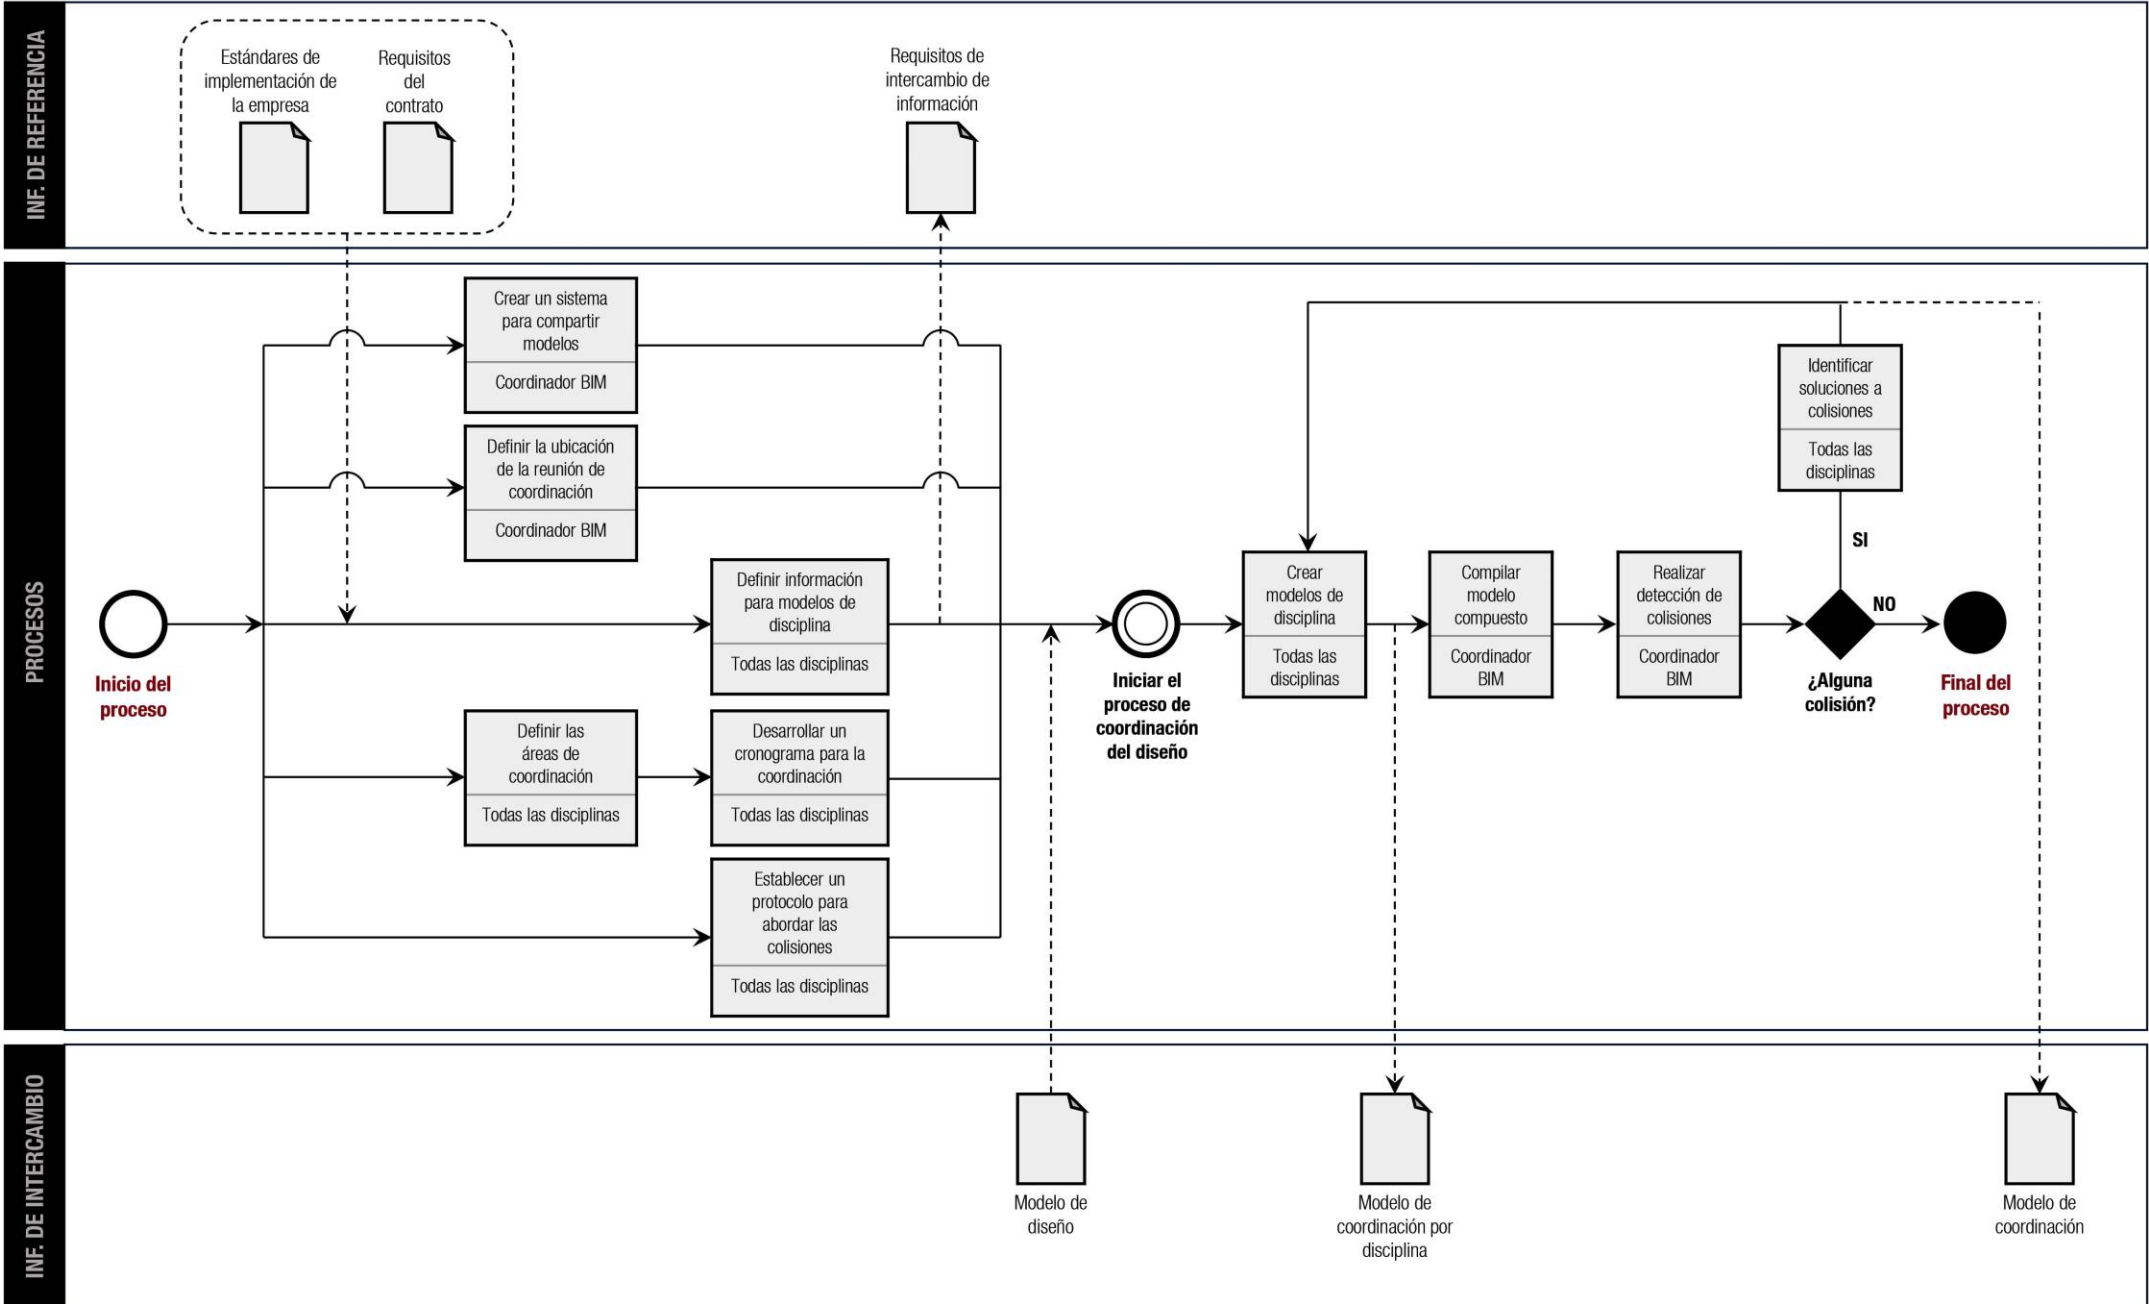 INF. DE REFERENCIA
Estándares de
implementación de
la empresa
Requisitos
del
contrato
Requisitos de
intercambio de
información
PROCESOS
Inicio del
proceso
Crear un sistema
para compartir
modelos
Coordinador BIM
Definir la ubicación
de la reunión de
coordinación
Coordinador BIM
Definir información
para modelos de
disciplina
Todas las disciplinas
Definir las
áreas de
coordinación
Todas las disciplinas
Desarrollar un
cronograma para la
coordinación
Todas las disciplinas
Establecer un
protocolo para
abordar las
colisiones
Todas las disciplinas
Iniciar el
proceso de
coordinación
del diseño
Crear
modelos de
disciplina
Todas las
disciplinas
Compilar
modelo
compuesto
Coordinador
BIM
Realizar
detección de
colisiones
Coordinador
BIM
Identificar
soluciones a
colisiones
Todas las
disciplinas
SI
NO
¿Alguna
colisión?
Final del
proceso
INF. DE INTERCAMBIO
Modelo de
diseño
Modelo de
coordinación por
disciplina
Modelo de
coordinación